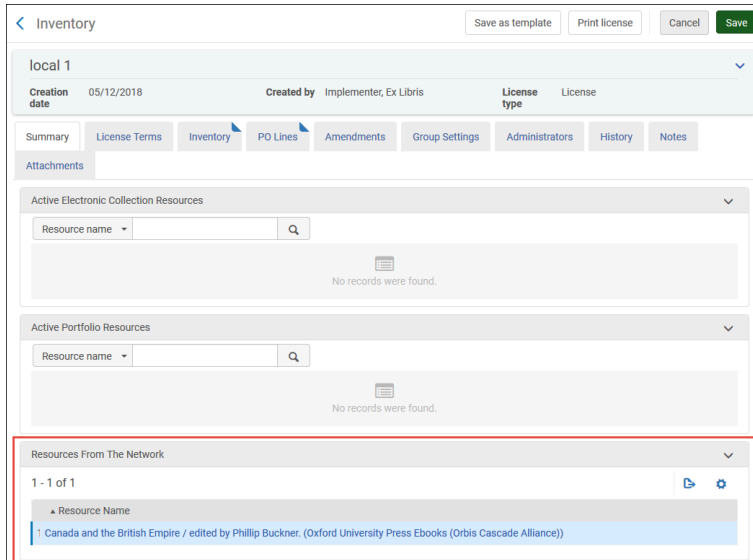 Inventory
Save as template Print license Cancel Save
local 1
Creation date 05/12/2018 Created by Implementer, Ex Libris License type License
Summary License Terms Inventory PO Lines Amendments Group Settings Administrators History Notes
Attachments
Active Electronic Collection Resources
Resource name
No records were found.
Active Portfolio Resources
Resource name
No records were found.
Resources From The Network
1 - 1 of 1
Resource Name
1 Canada and the British Empire / edited by Phillip Buckner. (Oxford University Press Ebooks (Orbis Cascade Alliance))